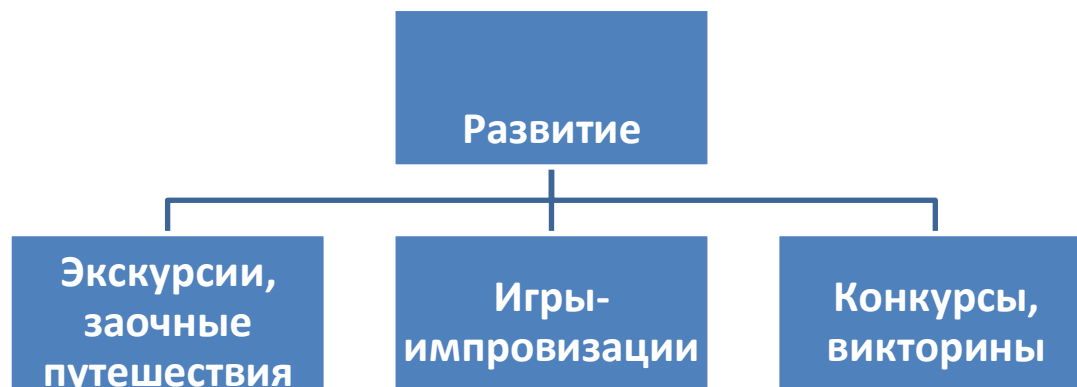 Развитие
Экскурсии,
заочные
путешествия
Игры-
импровизации
Конкурсы,
викторины